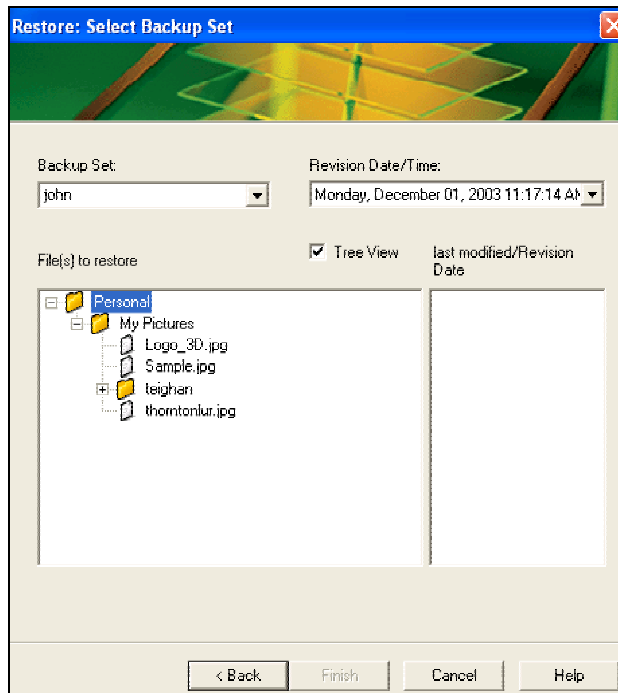 Restore: Select Backup Set
Backup Set:
Revision Date/Time:
john
Monday, December 01, 2003 11:17:14 AM
File(s) to restore
Tree View
last modified/Revision
Date
Personal
My Pictures
Logo_3D.jpg
Sample.jpg
teighan
thorntonlur.jpg
< Back
Finish
Cancel
Help